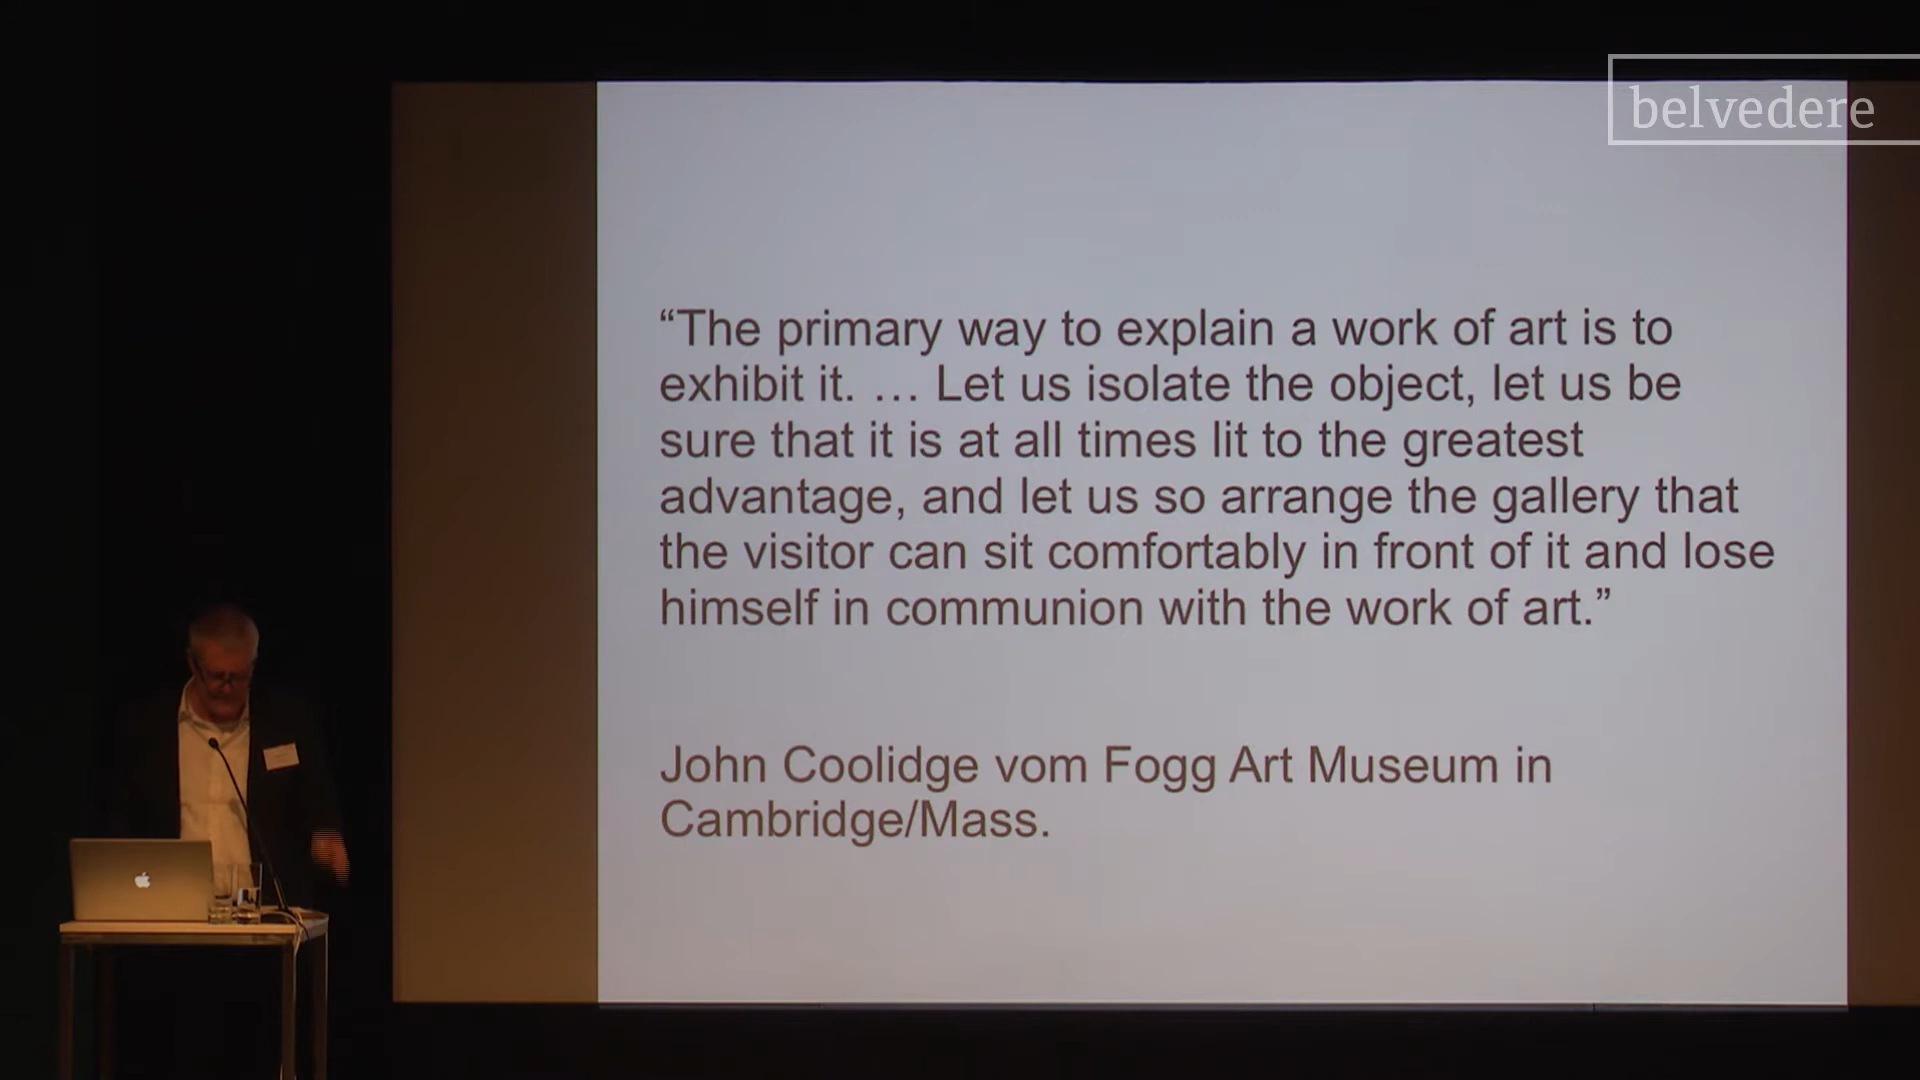 belvedere
“The primary way to explain a work of art is to
exhibit it. … Let us isolate the object, let us be
sure that it is at all times lit to the greatest
advantage, and let us so arrange the gallery that
the visitor can sit comfortably in front of it and lose
himself in communion with the work of art.”
John Coolidge vom Fogg Art Museum in
Cambridge/Mass.